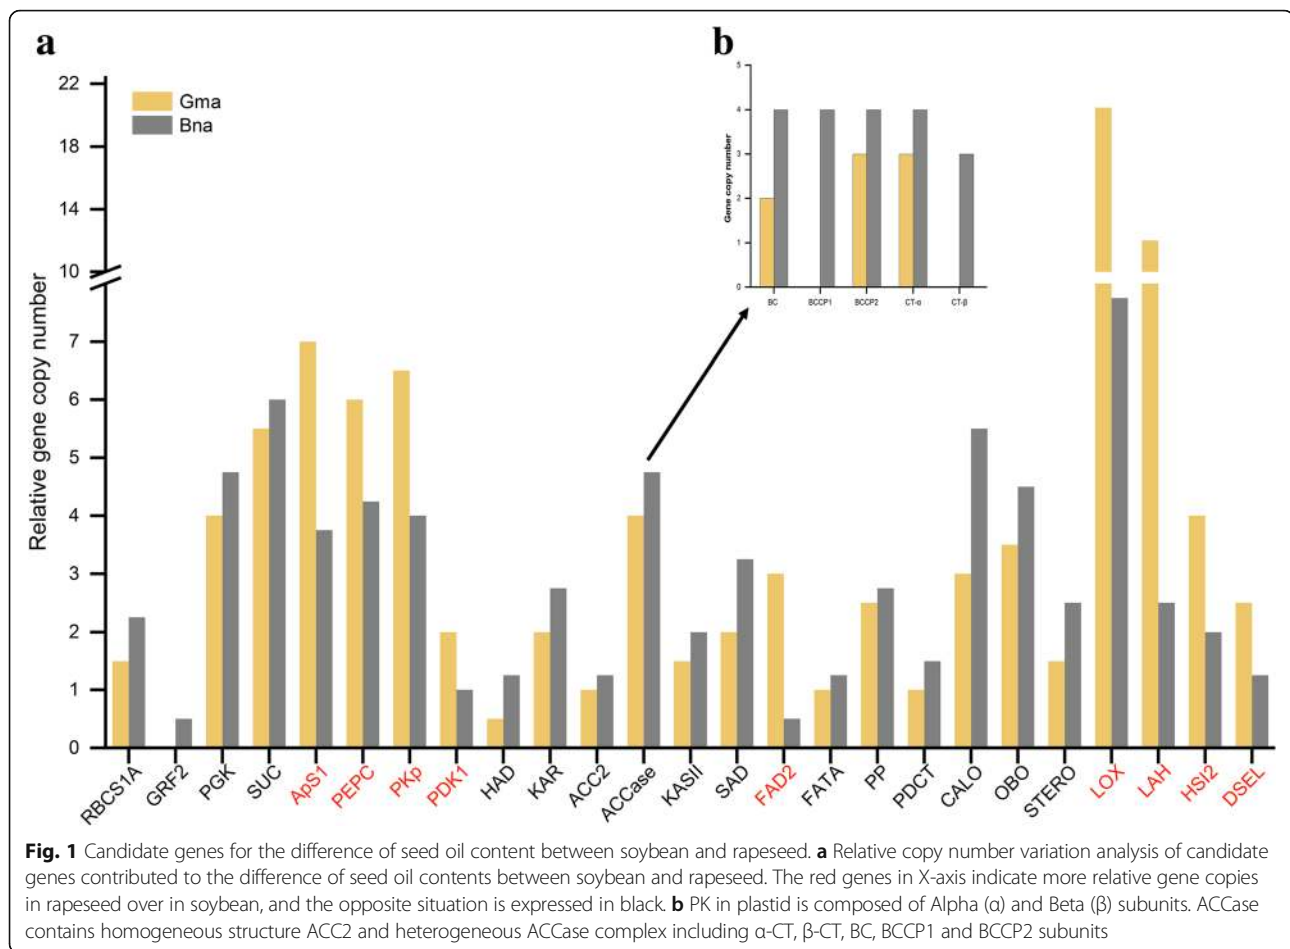 a
b
Relative gene copy number
22
18
14
10
7
6
5
4
3
2
1
0
Gma
Bna
Gene copy number
5
4
3
2
1
0
BC BCCP1 BCCP2 CT-α CT-β
RBCS1A GRF2 PGK SUC ApS1 PEPC PKp PDK1 HAD KAR ACC2 ACCase KASII SAD FAD2 FATA PP PDCT CALO OBO STERO LOX LAH HSI2 DSEL
Fig. 1 Candidate genes for the difference of seed oil content between soybean and rapeseed. a Relative copy number variation analysis of candidate
genes contributed to the difference of seed oil contents between soybean and rapeseed. The red genes in X-axis indicate more relative gene copies
in rapeseed over in soybean, and the opposite situation is expressed in black. b PK in plastid is composed of Alpha (α) and Beta (β) subunits. ACCase
contains homogeneous structure ACC2 and heterogeneous ACCase complex including α-CT, β-CT, BC, BCCP1 and BCCP2 subunits